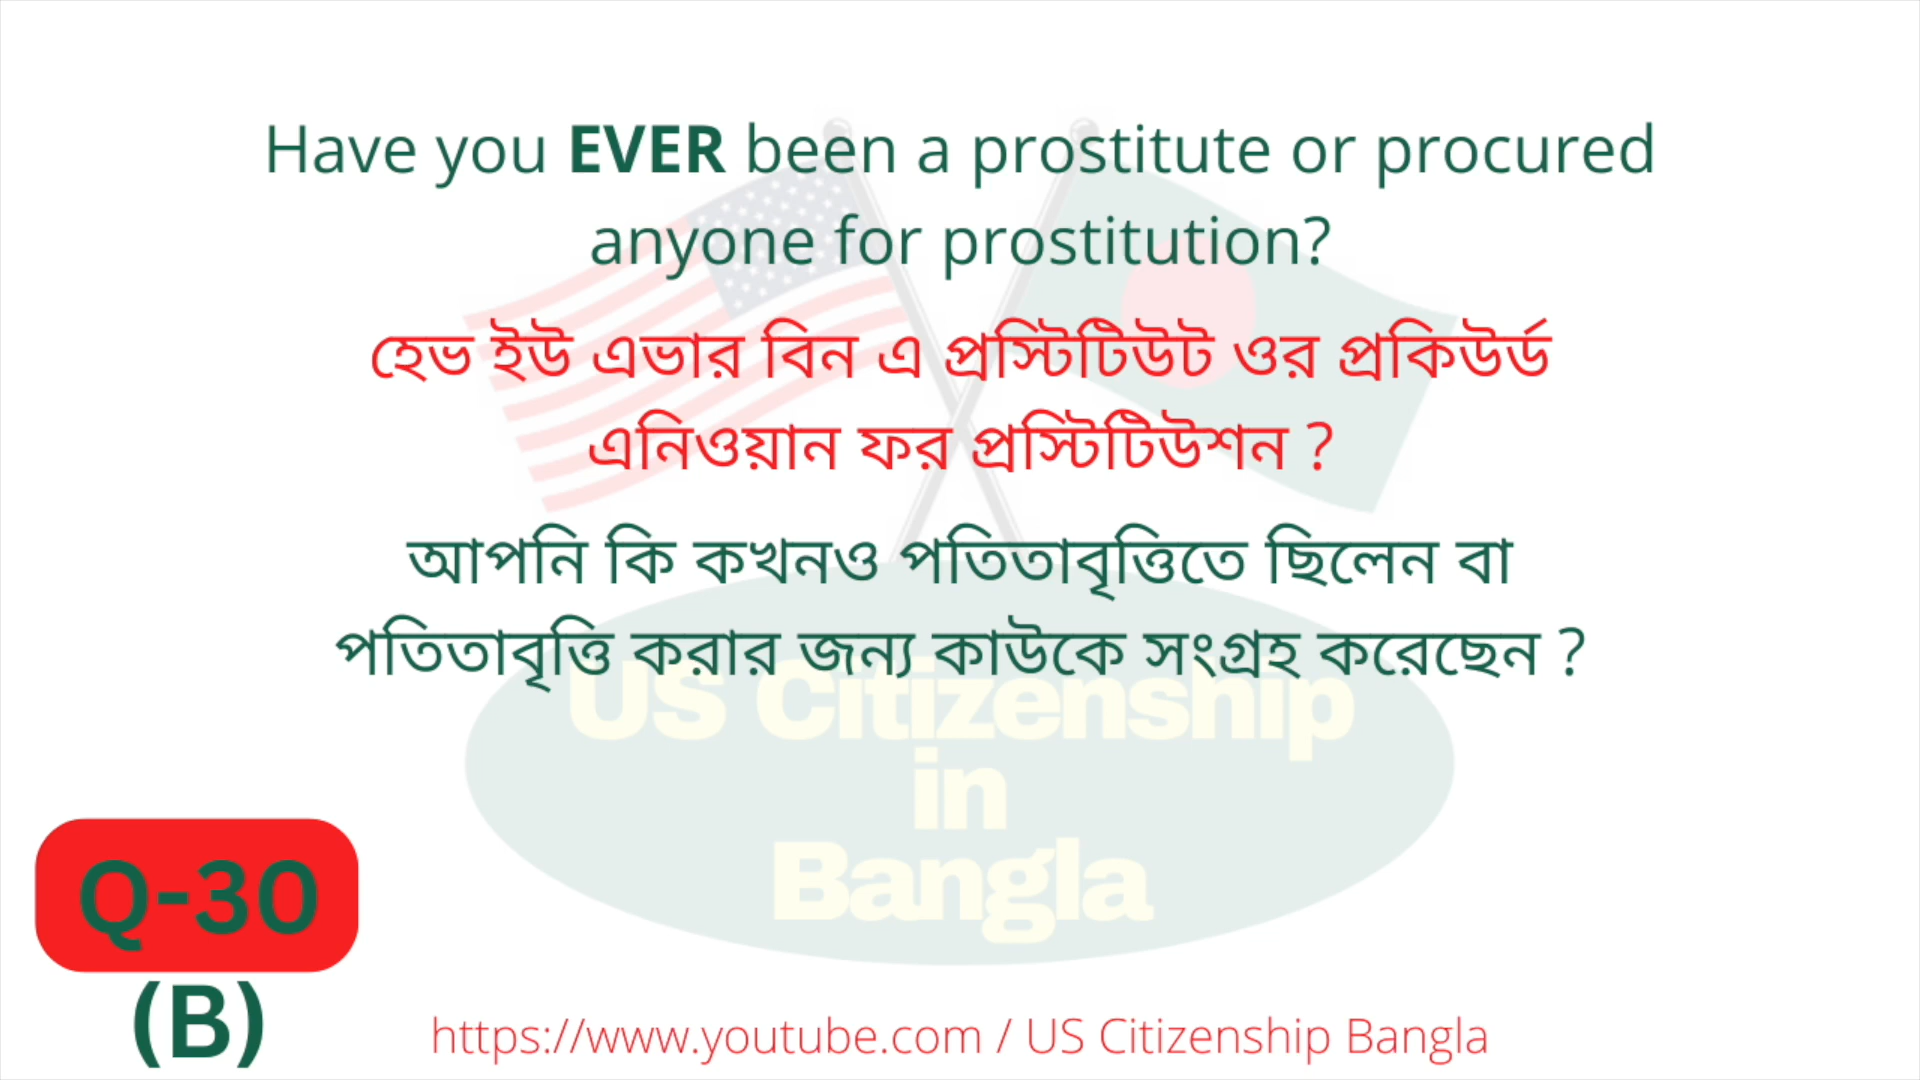 Have you EVER been a prostitute or procured
anyone for prostitution?
হেভ ইউ এভার বিন এ প্রস্টিটিউট ওর প্রকিউর্ড
এনিওয়ান ফর প্রস্টিটিউশন ?
আপনি কি কখনও পতিতাবৃত্তিতে ছিলেন বা
পতিতাবৃত্তি করার জন্য কাউকে সংগ্রহ করেছেন ?
US Citizenship
in
Bangla
Q-30
(B)
https://www.youtube.com / US Citizenship Bangla